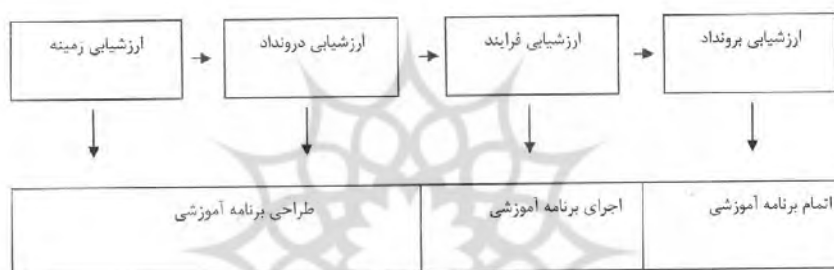 ارزشیابی زمینه
ارزشیابی درونداد
ارزشیابی فرایند
ارزشیابی برونداد
طراحی برنامه آموزشی
اجرای برنامه آموزشی
اتمام برنامه آموزشی